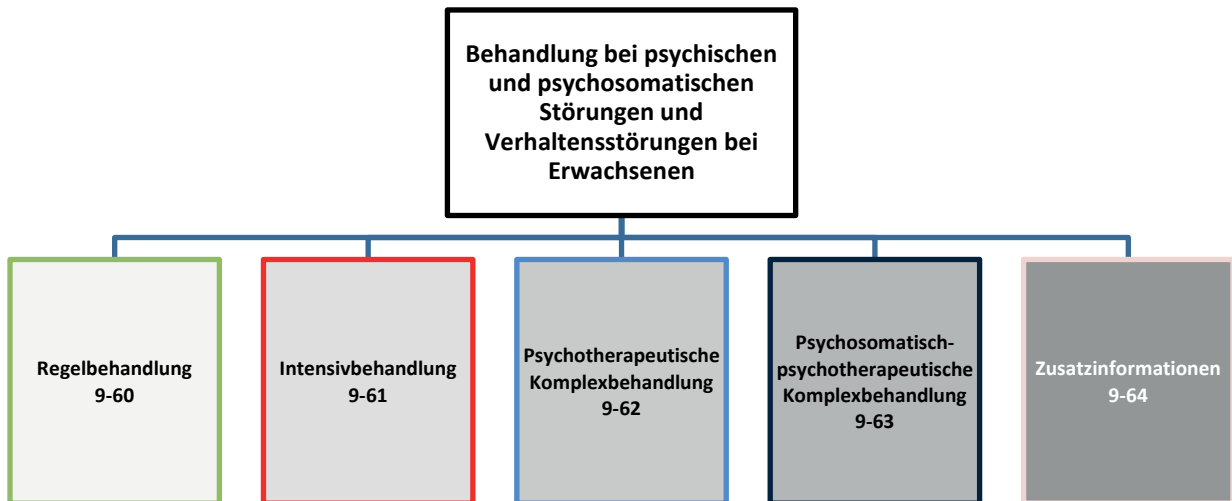 Behandlung bei psychischen
und psychosomatischen
Störungen und
Verhaltensstörungen bei
Erwachsenen
Regelbehandlung
9-60
Intensivbehandlung
9-61
Psychotherapeutische
Komplexbehandlung
9-62
Psychosomatisch-
psychotherapeutische
Komplexbehandlung
9-63
Zusatzinformationen
9-64